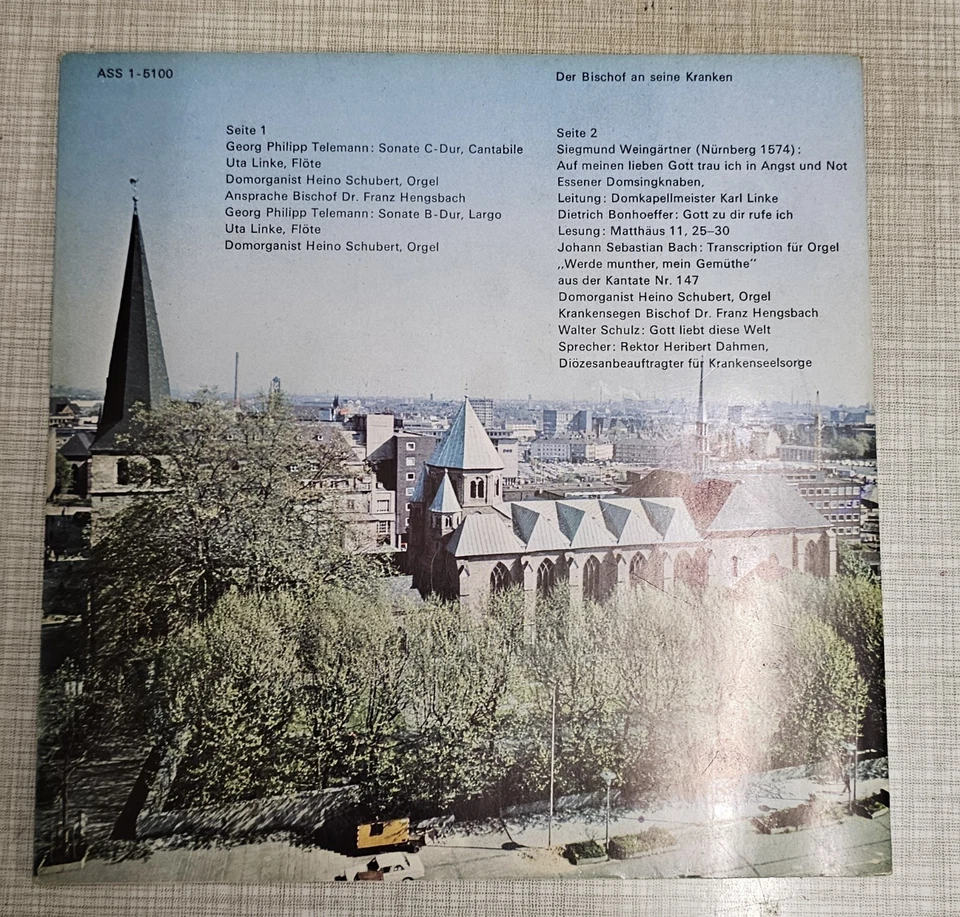 ASS 1-5100
Der Bischof an seine Kranken
Seite 1
Georg Philipp Telemann: Sonate C-Dur, Cantabile
Uta Linke, Flöte
Domorganist Heino Schubert, Orgel
Ansprache Bischof Dr. Franz Hengsbach
Georg Philipp Telemann: Sonate B-Dur, Largo
Uta Linke, Flöte
Domorganist Heino Schubert, Orgel
Seite 2
Siegmund Weingärtner (Nürnberg 1574):
Auf meinen lieben Gott trau ich in Angst und Not
Essener Domsingknaben,
Leitung: Domkapellmeister Karl Linke
Dietrich Bonhoeffer: Gott zu dir rufe ich
Lesung: Matthäus 11, 25–30
Johann Sebastian Bach: Transcription für Orgel
„Werde munther, mein Gemüthe“
aus der Kantate Nr. 147
Domorganist Heino Schubert, Orgel
Krankensegen Bischof Dr. Franz Hengsbach
Walter Schulz: Gott liebt diese Welt
Sprecher: Rektor Heribert Dahmen,
Diözesanbeauftragter für Krankenseelsorge